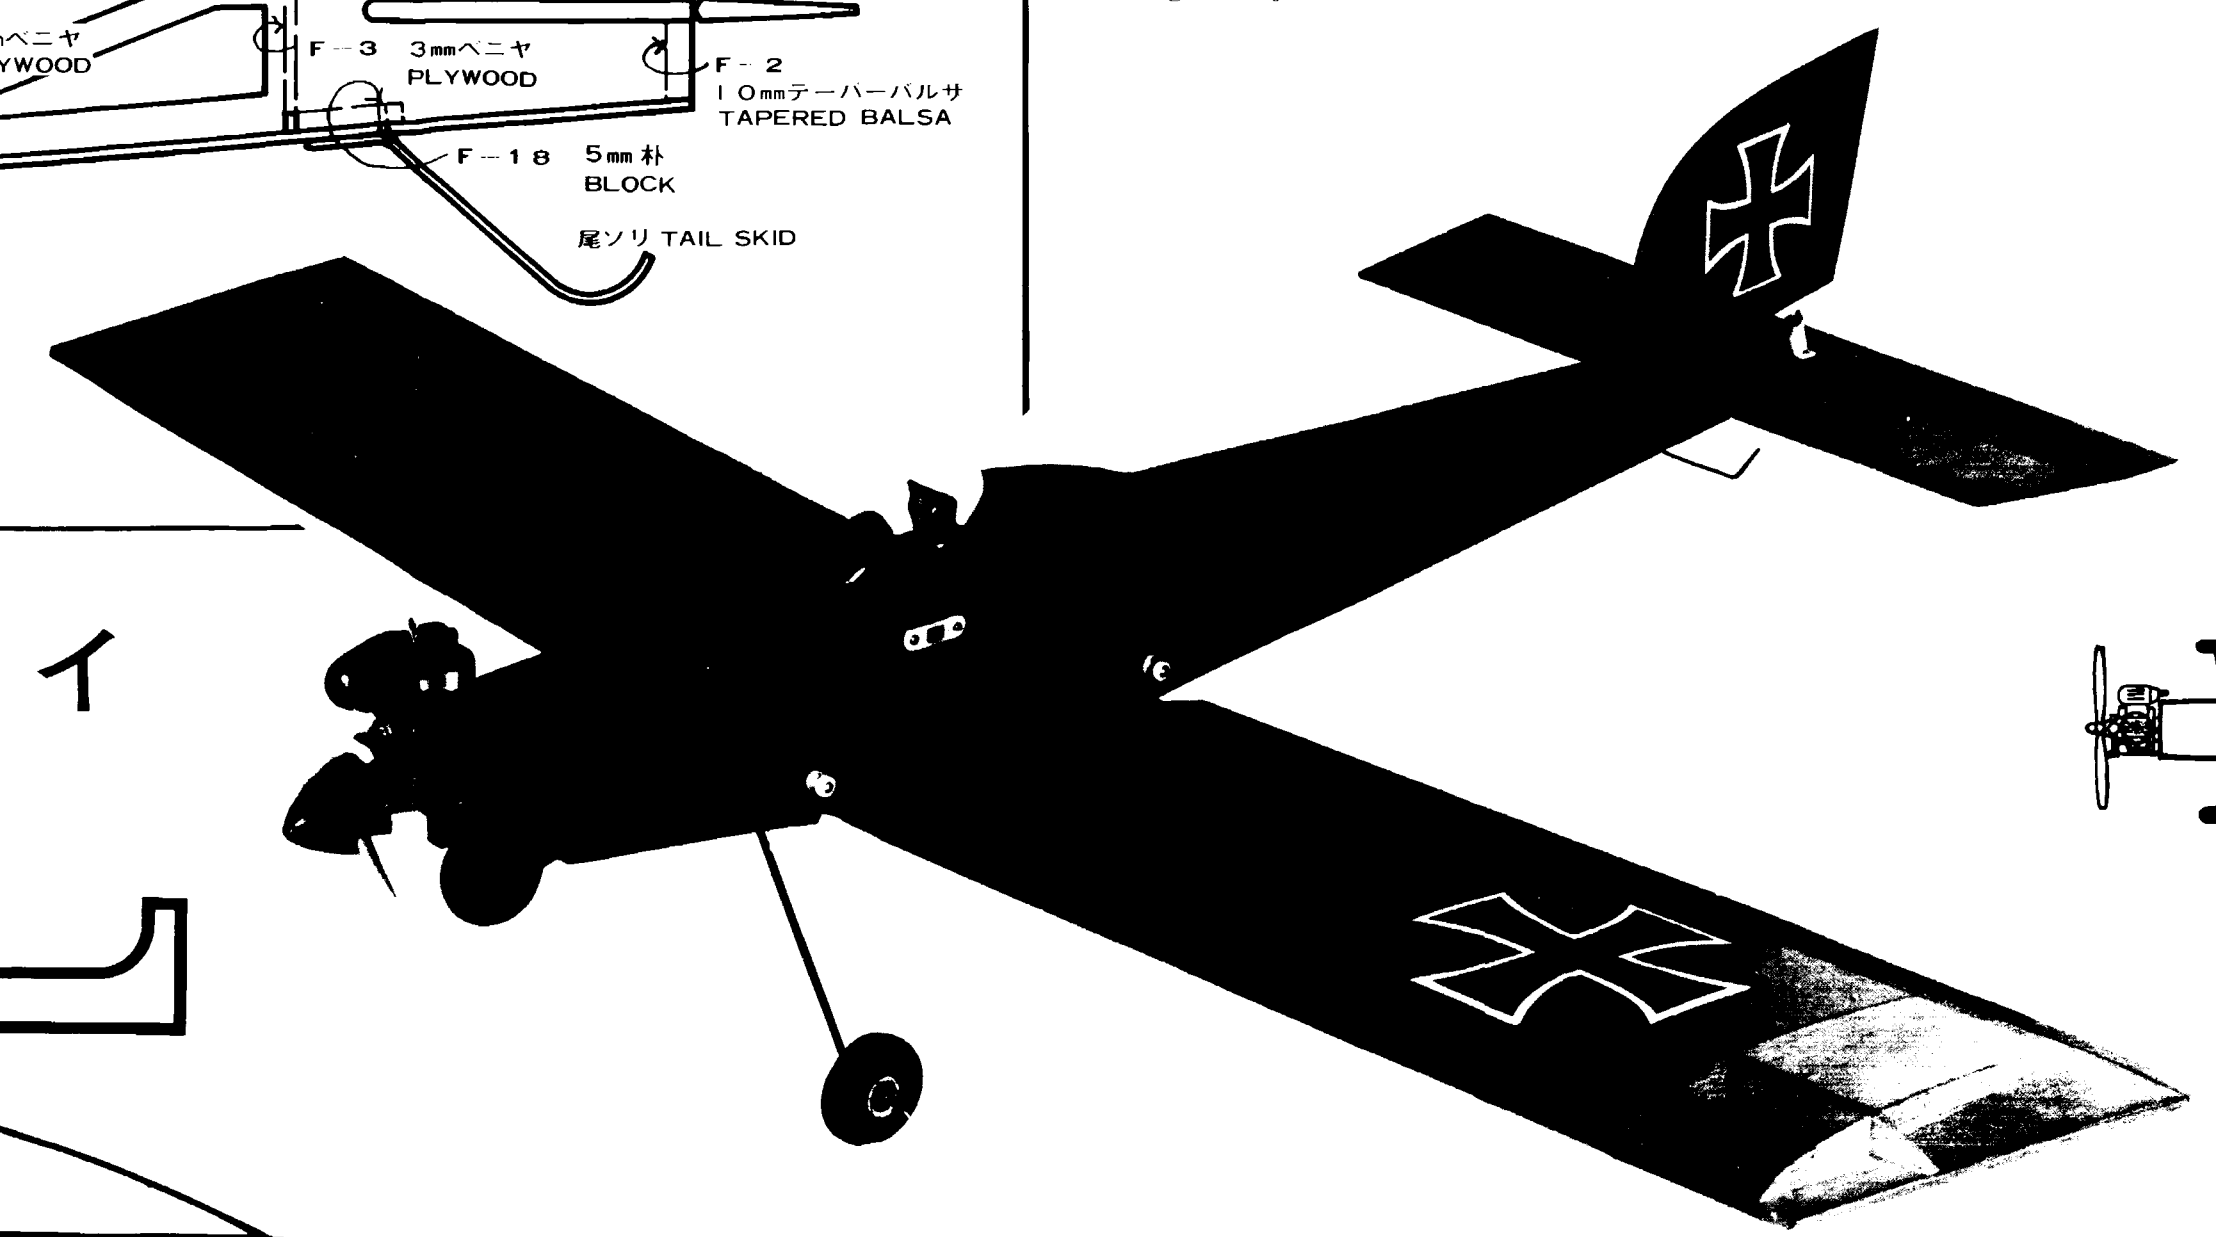 ベニヤ
YWOOD
F-3 3mmベニヤ
PLYWOOD
F-2
10mmテーパーバルサ
TAPERED BALSA
F-18 5mm朴
BLOCK
尾ソリ TAIL SKID
イ